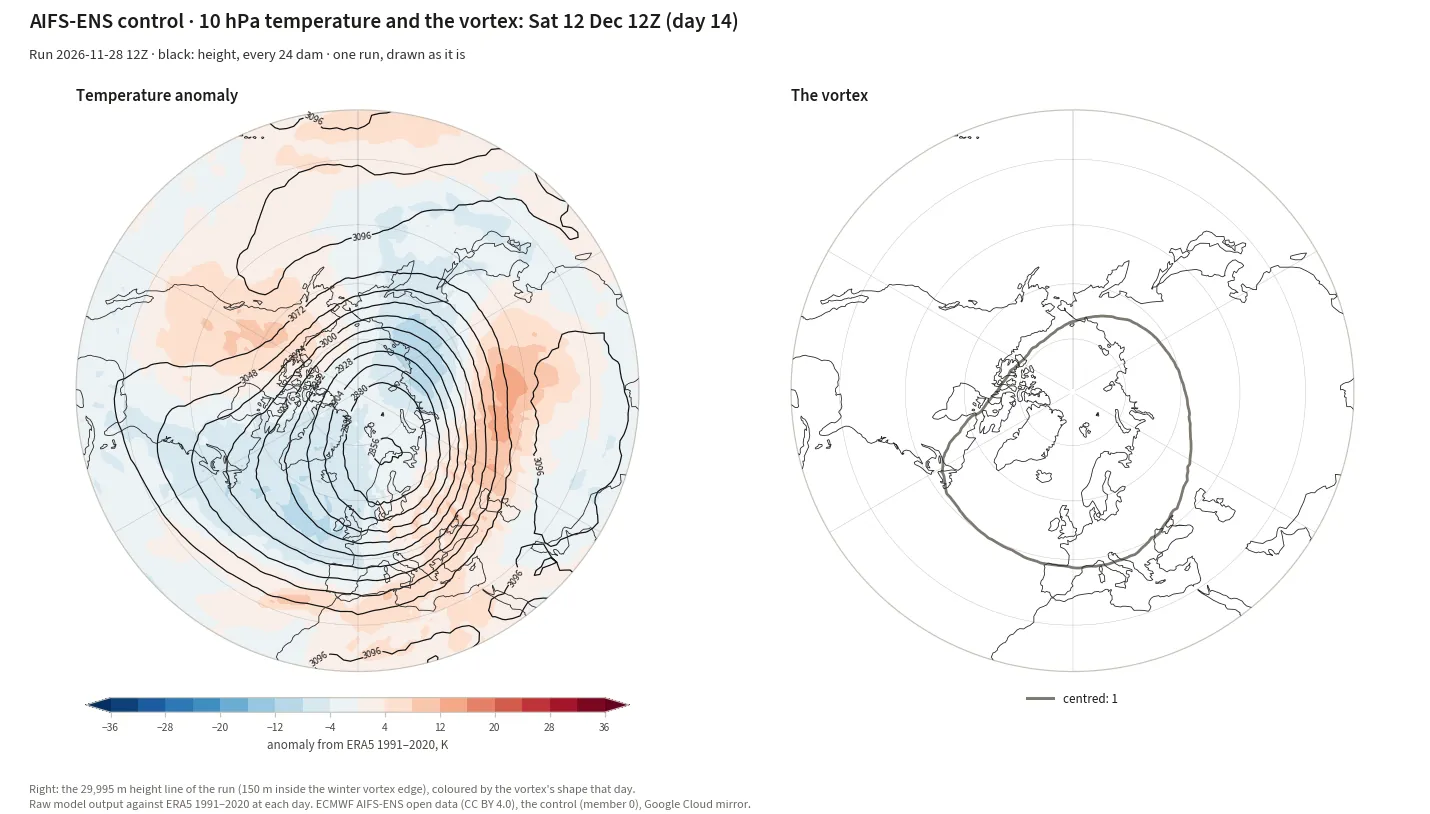 AIFS-ENS control · 10 hPa temperature and the vortex: Sat 12 Dec 12Z (day 14)
Run 2026-11-28 12Z · black: height, every 24 dam · one run, drawn as it is
Temperature anomaly
The vortex
3096
3096
3072
3000
3048
2928
2880
2856
3096
3096
3096
3096
−36 −28 −20 −12 −4 4 12 20 28 36
anomaly from ERA5 1991–2020, K
centred: 1
Right: the 29,995 m height line of the run (150 m inside the winter vortex edge), coloured by the vortex's shape that day.
Raw model output against ERA5 1991–2020 at each day. ECMWF AIFS-ENS open data (CC BY 4.0), the control (member 0), Google Cloud mirror.